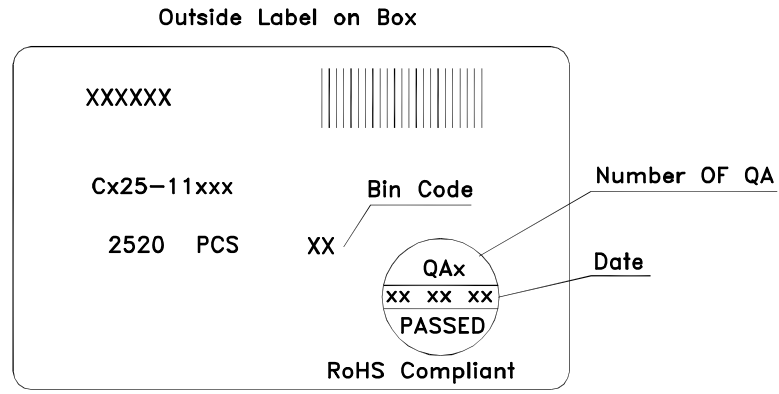 Outside Label on Box
XXXXXX
Cx25-11xxx
Bin Code
Number OF QA
2520 PCS
XX
QAx
Date
xx xx xx
PASSED
RoHS Compliant